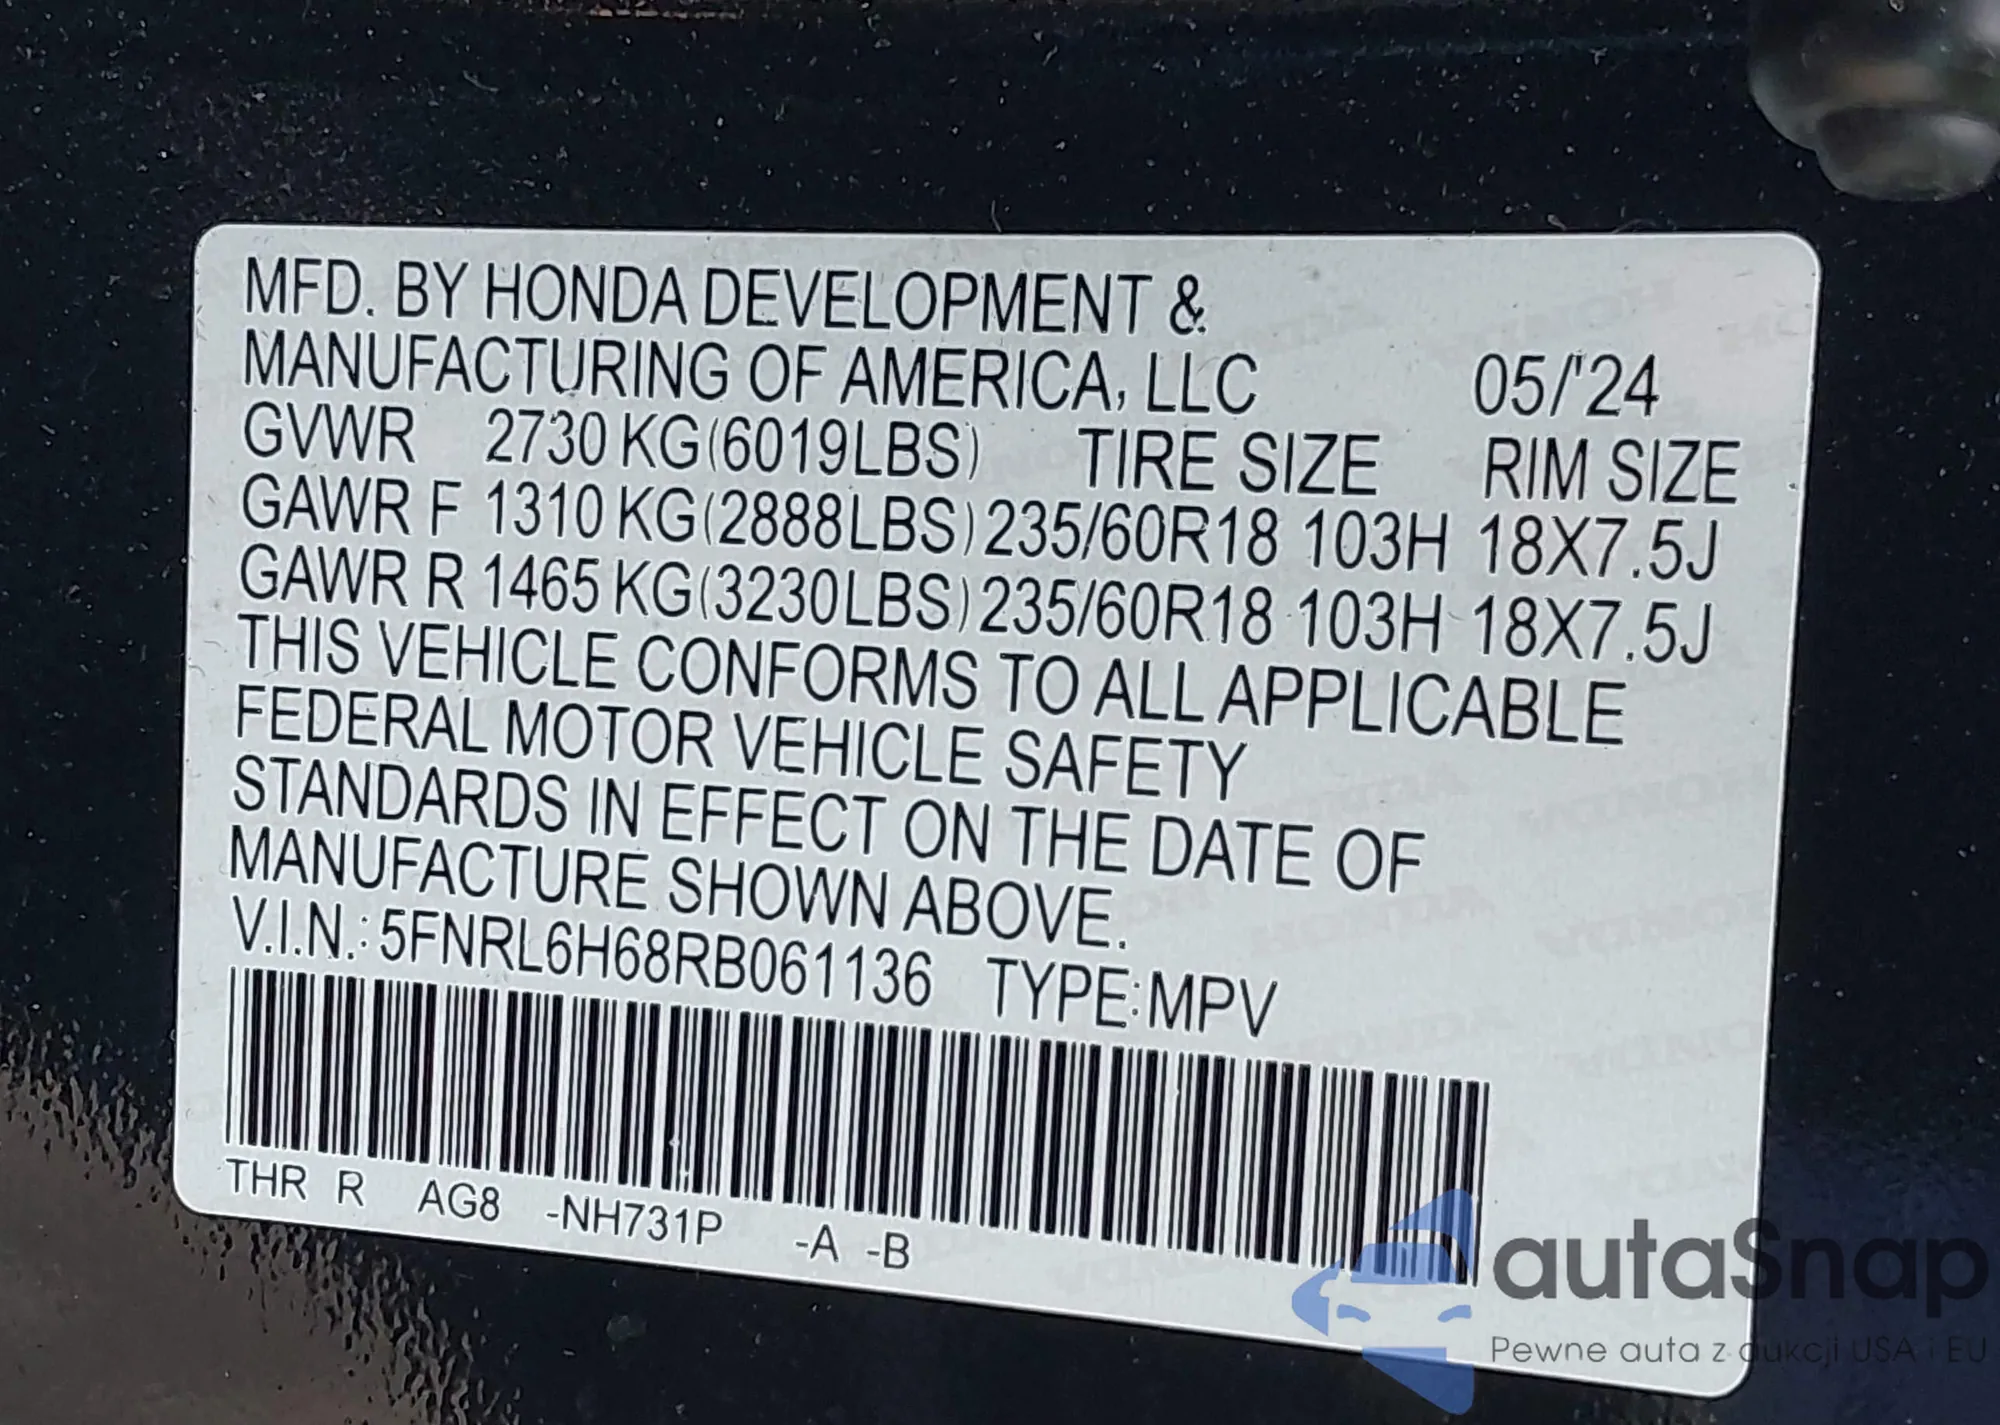 MFD. BY HONDA DEVELOPMENT &
MANUFACTURING OF AMERICA, LLC 05/'24
GVWR 2730 KG(6019LBS) TIRE SIZE RIM SIZE
GAWR F 1310 KG(2888LBS) 235/60R18 103H 18X7.5J
GAWR R 1465 KG(3230LBS) 235/60R18 103H 18X7.5J
THIS VEHICLE CONFORMS TO ALL APPLICABLE
FEDERAL MOTOR VEHICLE SAFETY
STANDARDS IN EFFECT ON THE DATE OF
MANUFACTURE SHOWN ABOVE.
V.I.N.: 5FNRL6H68RB061136 TYPE:MPV
THR R AG8 -NH731P -A -B
autaSnap
Pewne auta z aukcji USA i EU